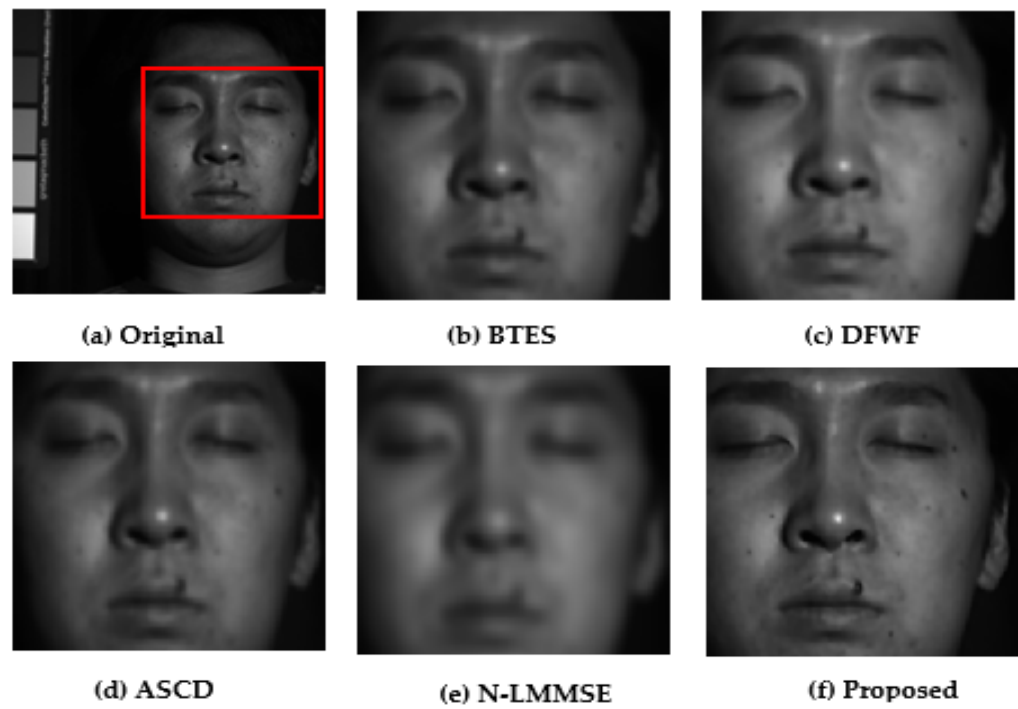 (a) Original
(b) BTES
(c) DFWF
(d) ASCD
(e) N-LMMSE
(f) Proposed